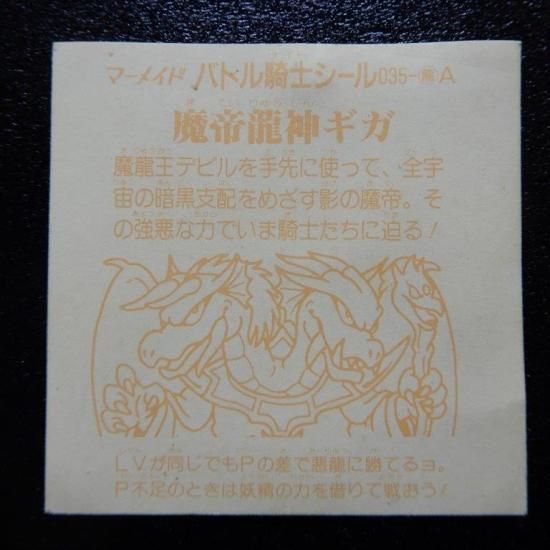 マーメイド バトル騎士シール035-魔A
魔帝龍神ギガ
魔龍王デビルを手先に使って、全宇
宙の暗黒支配をめざす影の魔帝。そ
の強悪な力でいま騎士たちに迫る！
LVが同じでもPの差で悪龍に勝てるヨ。
P不足のときは妖精の力を借りて戦おう！